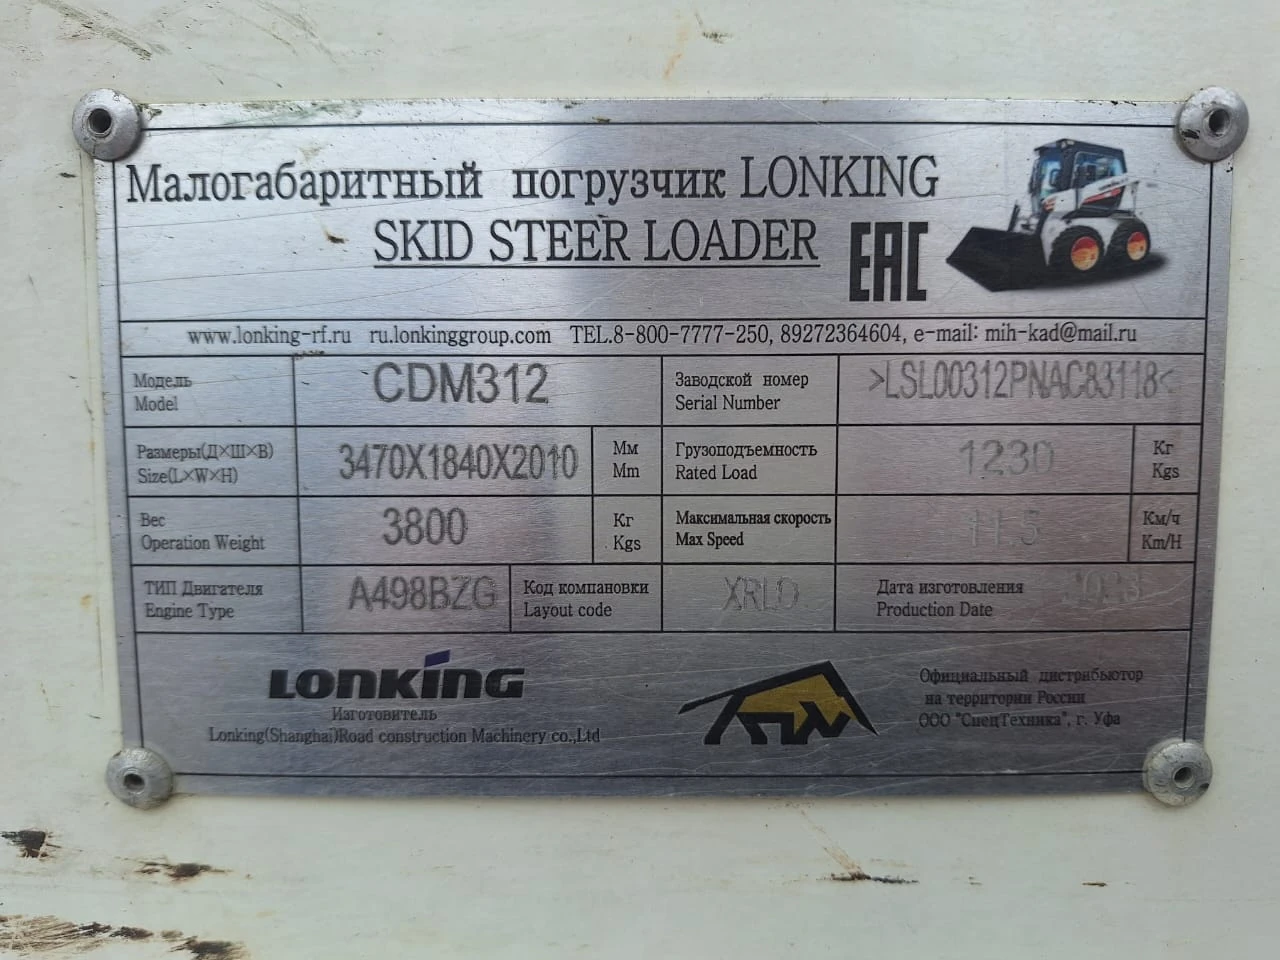 Малогабаритный погрузчик LONKING
SKID STEER LOADER
EAC
www.lonking-rf.ru ru.lonkinggroup.com TEL.8-800-7777-250, 89272364604, e-mail: mih-kad@mail.ru
Модель
Model
CDM312
Заводской номер
Serial Number
>LSL00312PNAC83118<
Размеры(Д×Ш×В)
Size(L×W×H)
3470X1840X2010
Мм
Mm
Грузоподъемность
Rated Load
1230
Кг
Kgs
Вес
Operation Weight
3800
Кг
Kgs
Максимальная скорость
Max Speed
11.5
Км/ч
Km/H
ТИП Двигателя
Engine Type
A498BZG
Код компановки
Layout code
XRLO
Дата изготовления
Production Date
LONKING
Изготовитель
Lonking(Shanghai)Road construction Machinery co.,Ltd
Официальный дистрибьютор
на территории России
ООО "СпецТехника", г. Уфа